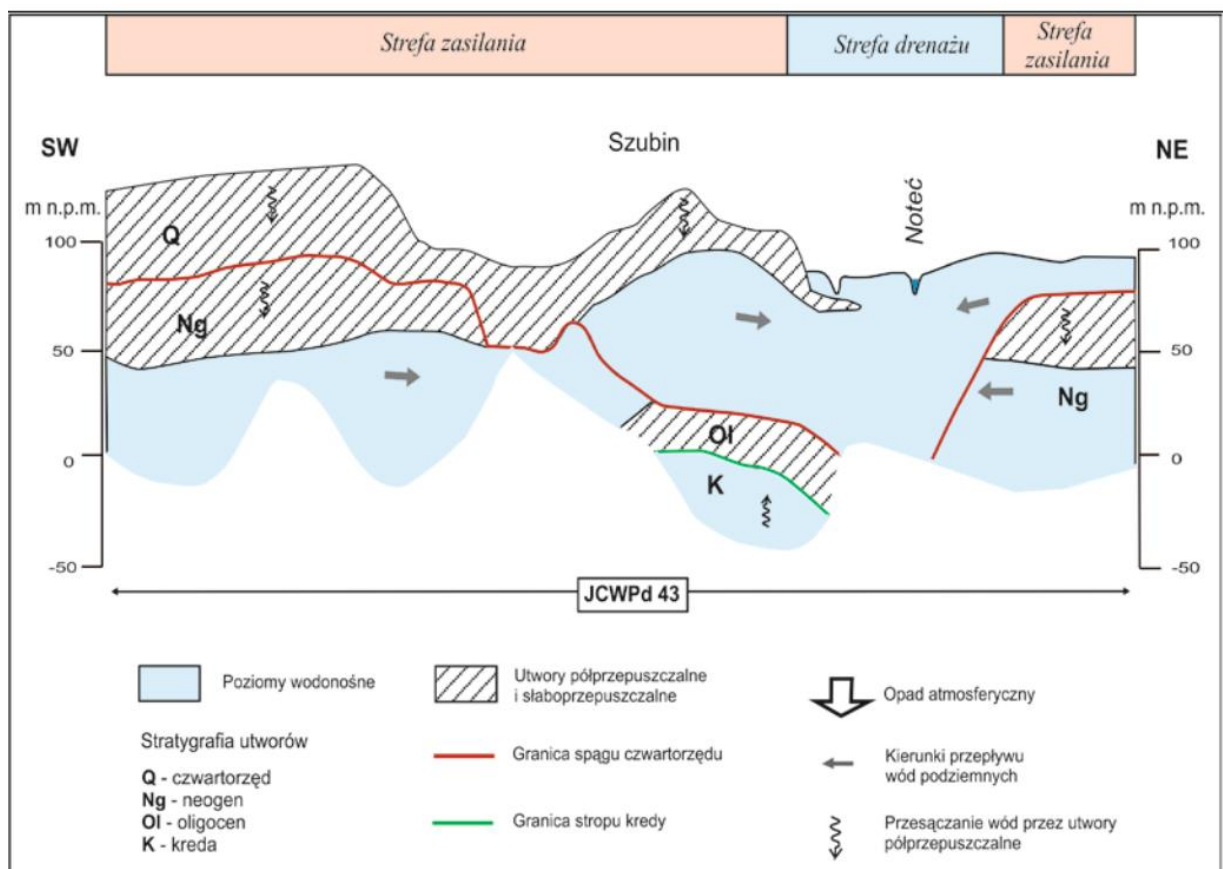 Strefa zasilania
Strefa drenażu
Strefa
zasilania
SW
Szubin
NE
m n.p.m.
Noteć
m n.p.m.
100
100
Q
Ng
50
50
Ng
Ol
0
0
K
-50
-50
JCWPd 43
Poziomy wodonośne
Utwory półprzepuszczalne
i słaboprzepuszczalne
Opad atmosferyczny
Stratygrafia utworów
Q - czwartorzęd
Ng - neogen
Ol - oligocen
K - kreda
Granica spągu czwartorzędu
Kierunki przepływu
wód podziemnych
Granica stropu kredy
Przesączanie wód przez utwory
półprzepuszczalne